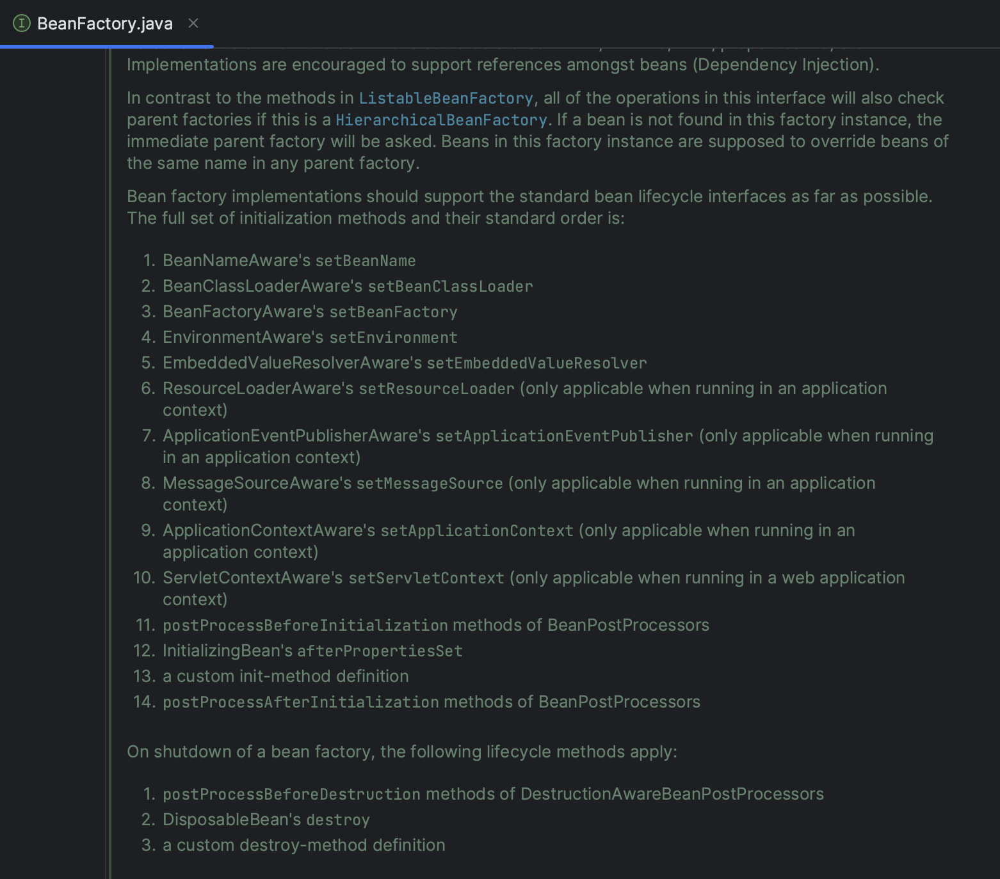 BeanFactory.java
Implementations are encouraged to support references amongst beans (Dependency Injection).
In contrast to the methods in ListableBeanFactory, all of the operations in this interface will also check
parent factories if this is a HierarchicalBeanFactory. If a bean is not found in this factory instance, the
immediate parent factory will be asked. Beans in this factory instance are supposed to override beans of
the same name in any parent factory.
Bean factory implementations should support the standard bean lifecycle interfaces as far as possible.
The full set of initialization methods and their standard order is:
1. BeanNameAware's setBeanName
2. BeanClassLoaderAware's setBeanClassLoader
3. BeanFactoryAware's setBeanFactory
4. EnvironmentAware's setEnvironment
5. EmbeddedValueResolverAware's setEmbeddedValueResolver
6. ResourceLoaderAware's setResourceLoader (only applicable when running in an application
context)
7. ApplicationEventPublisherAware's setApplicationEventPublisher (only applicable when running
in an application context)
8. MessageSourceAware's setMessageSource (only applicable when running in an application
context)
9. ApplicationContextAware's setApplicationContext (only applicable when running in an
application context)
10. ServletContextAware's setServletContext (only applicable when running in a web application
context)
11. postProcessBeforeInitialization methods of BeanPostProcessors
12. InitializingBean's afterPropertiesSet
13. a custom init-method definition
14. postProcessAfterInitialization methods of BeanPostProcessors
On shutdown of a bean factory, the following lifecycle methods apply:
1. postProcessBeforeDestruction methods of DestructionAwareBeanPostProcessors
2. DisposableBean's destroy
3. a custom destroy-method definition